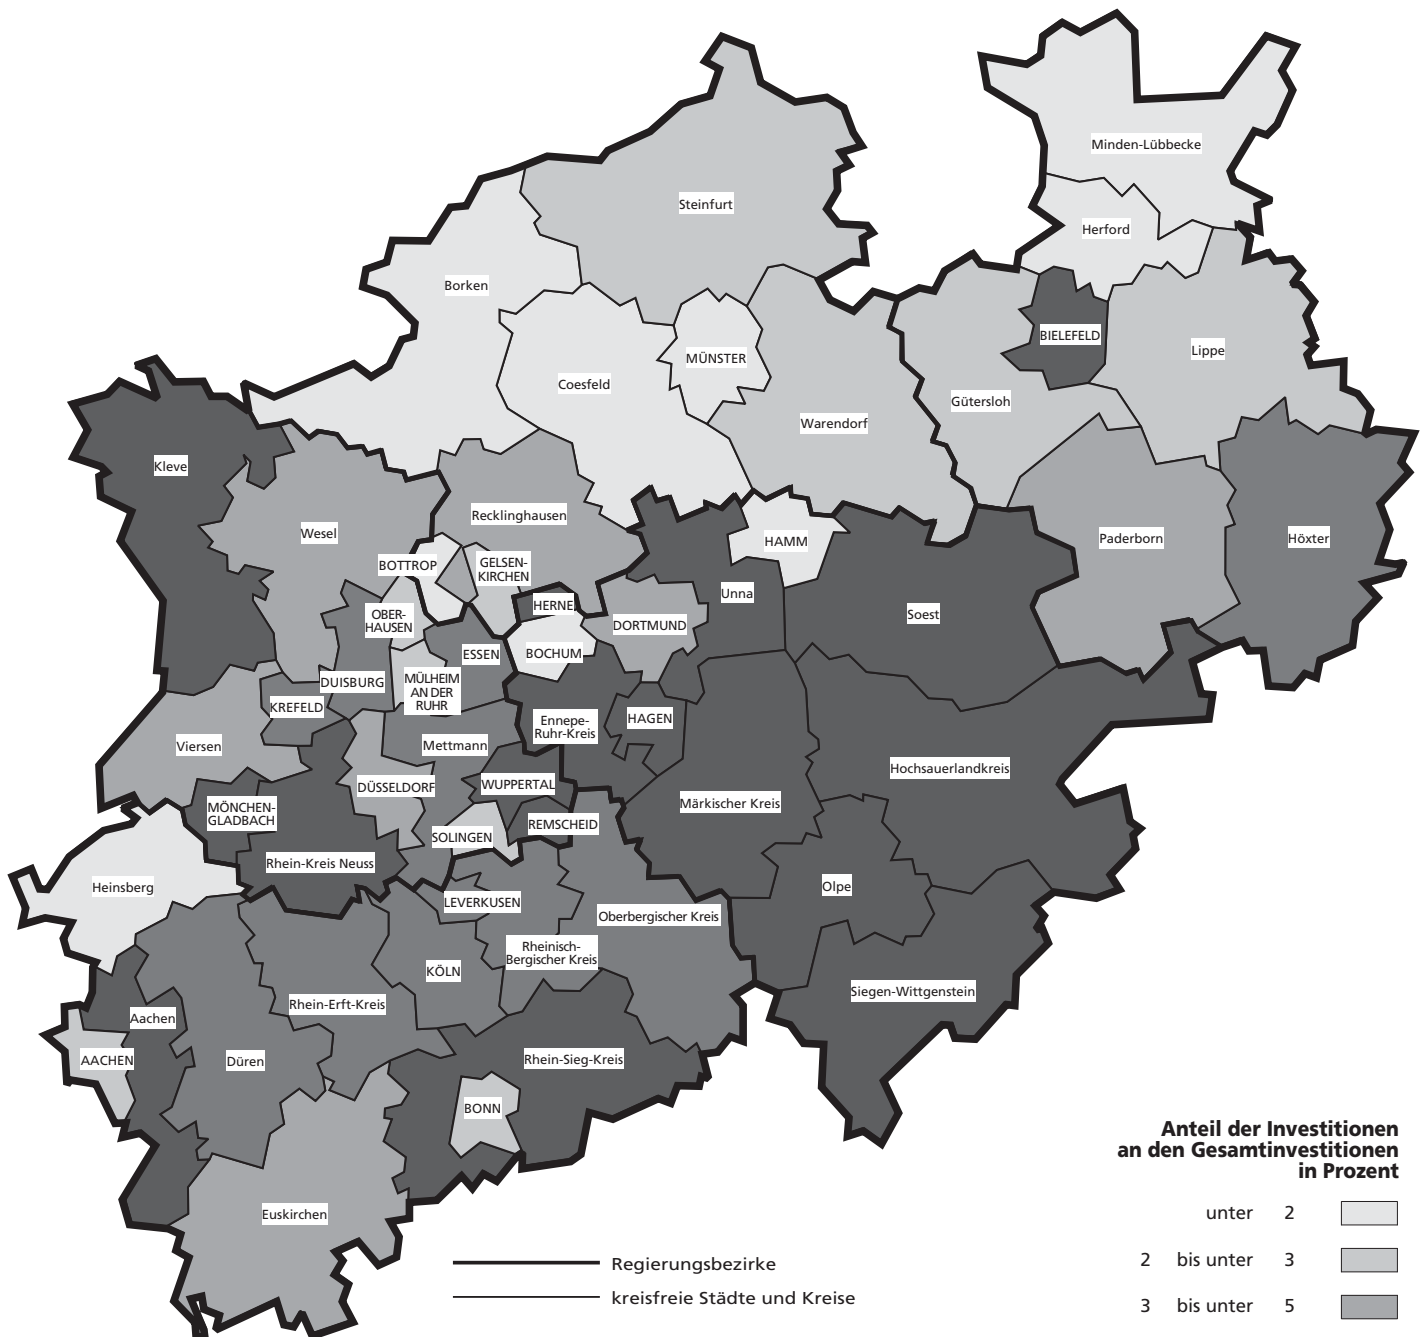 Minden-Lübbecke
Steinfurt
Herford
Borken
BIELEFELD
Lippe
MÜNSTER
Coesfeld
Gütersloh
Warendorf
Kleve
Recklinghausen
Wesel
HAMM
Paderborn
Höxter
BOTTROP
GELSEN-
KIRCHEN
Unna
HERNE
Soest
OBER-
HAUSEN
DORTMUND
ESSEN
BOCHUM
DUISBURG
MÜLHEIM
AN DER
RUHR
KREFELD
HAGEN
Ennepe-
Ruhr-Kreis
Viersen
Mettmann
Hochsauerlandkreis
DÜSSELDORF
WUPPERTAL
Märkischer Kreis
MÖNCHEN-
GLADBACH
REMSCHEID
SOLINGEN
Rhein-Kreis Neuss
Heinsberg
Olpe
LEVERKUSEN
Oberbergischer Kreis
Rheinisch-
Bergischer Kreis
KÖLN
Siegen-Wittgenstein
Rhein-Erft-Kreis
Aachen
AACHEN
Düren
Rhein-Sieg-Kreis
BONN
Euskirchen
Anteil der Investitionen
an den Gesamtinvestitionen
in Prozent
unter 2
2 bis unter 3
3 bis unter 5
Regierungsbezirke
kreisfreie Städte und Kreise